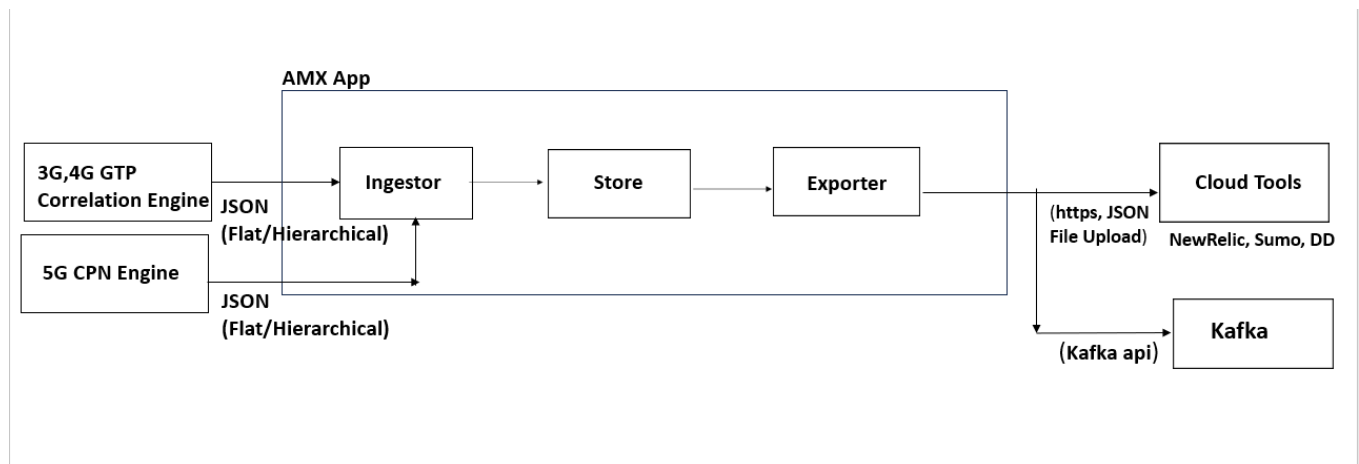 AMX App
3G,4G GTP
Correlation Engine
JSON
(Flat/Hierarchical)
5G CPN Engine
JSON
(Flat/Hierarchical)
Ingestor
Store
Exporter
(https, JSON
File Upload)
Cloud Tools
NewRelic, Sumo, DD
(Kafka api)
Kafka